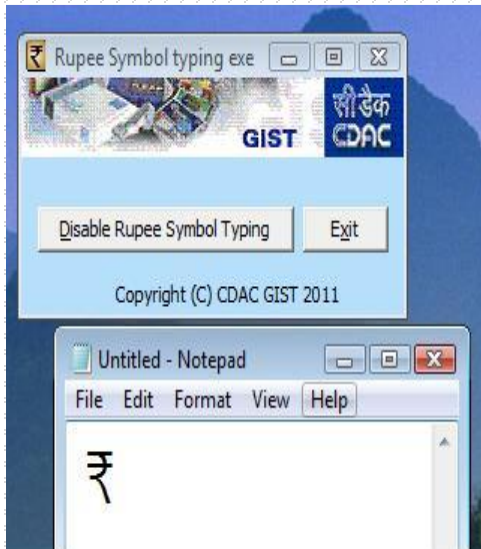 ₹ Rupee Symbol typing exe
GIST
सीडैक
CDAC
Disable Rupee Symbol Typing
Exit
Copyright (C) CDAC GIST 2011
Untitled - Notepad
File Edit Format View Help
₹